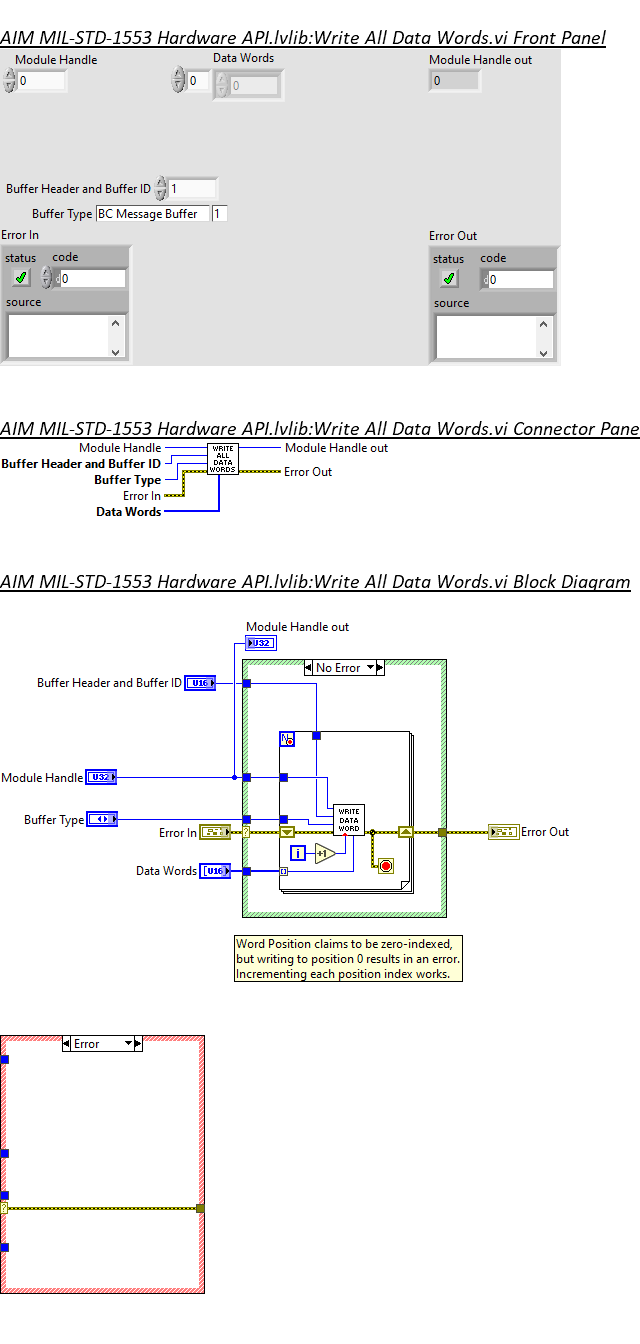 AIM MIL-STD-1553 Hardware API.lvlib:Write All Data Words.vi Front Panel
Module Handle
Data Words
Module Handle out
0
0
0
0
Buffer Header and Buffer ID
1
Buffer Type
BC Message Buffer
1
Error In
Error Out
status
code
status
code
d0
d0
source
source
AIM MIL-STD-1553 Hardware API.lvlib:Write All Data Words.vi Connector Pane
Module Handle
WRITE
ALL
DATA
WORDS
Module Handle out
Buffer Header and Buffer ID
Error Out
Buffer Type
Error In
Data Words
AIM MIL-STD-1553 Hardware API.lvlib:Write All Data Words.vi Block Diagram
Module Handle out
U32
No Error
Buffer Header and Buffer ID
U16
N
Module Handle
U32
Buffer Type
WRITE
DATA
WORD
Error In
?
Error Out
i
+1
Data Words
[U16]
Word Position claims to be zero-indexed,
but writing to position 0 results in an error.
Incrementing each position index works.
Error
?